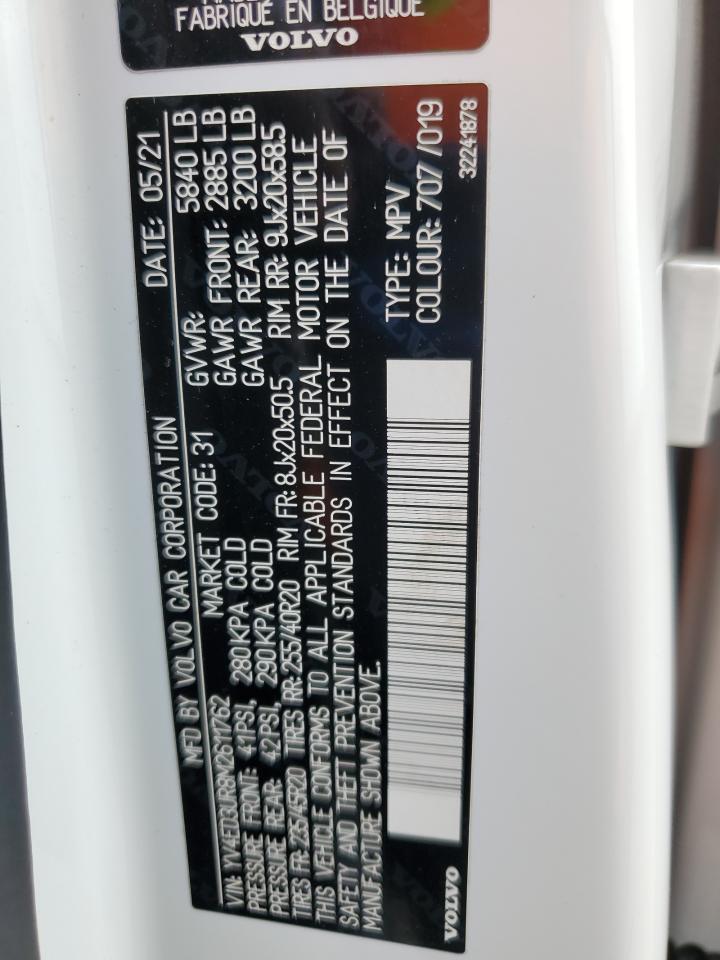 FABRIQUÉ EN BELGIQUE
VOLVO
MFD BY VOLVO CAR CORPORATION DATE: 05/21
VIN: YV4ED3UR8M2611762 MARKET CODE: 31 GVWR: 5840 LB
PRESSURE FRONT: 41PSI, 280KPA COLD GAWR FRONT: 2885 LB
PRESSURE REAR: 42PSI, 290KPA COLD GAWR REAR: 3200 LB
TIRES FR: 235/45R20 TIRES RR: 255/40R20 RIM FR: 8Jx20x50.5 RIM RR: 9Jx20x58.5
THIS VEHICLE CONFORMS TO ALL APPLICABLE FEDERAL MOTOR VEHICLE
SAFETY AND THEFT PREVENTION STANDARDS IN EFFECT ON THE DATE OF
MANUFACTURE SHOWN ABOVE.
TYPE: MPV
COLOUR: 707 /019
VOLVO 32241878